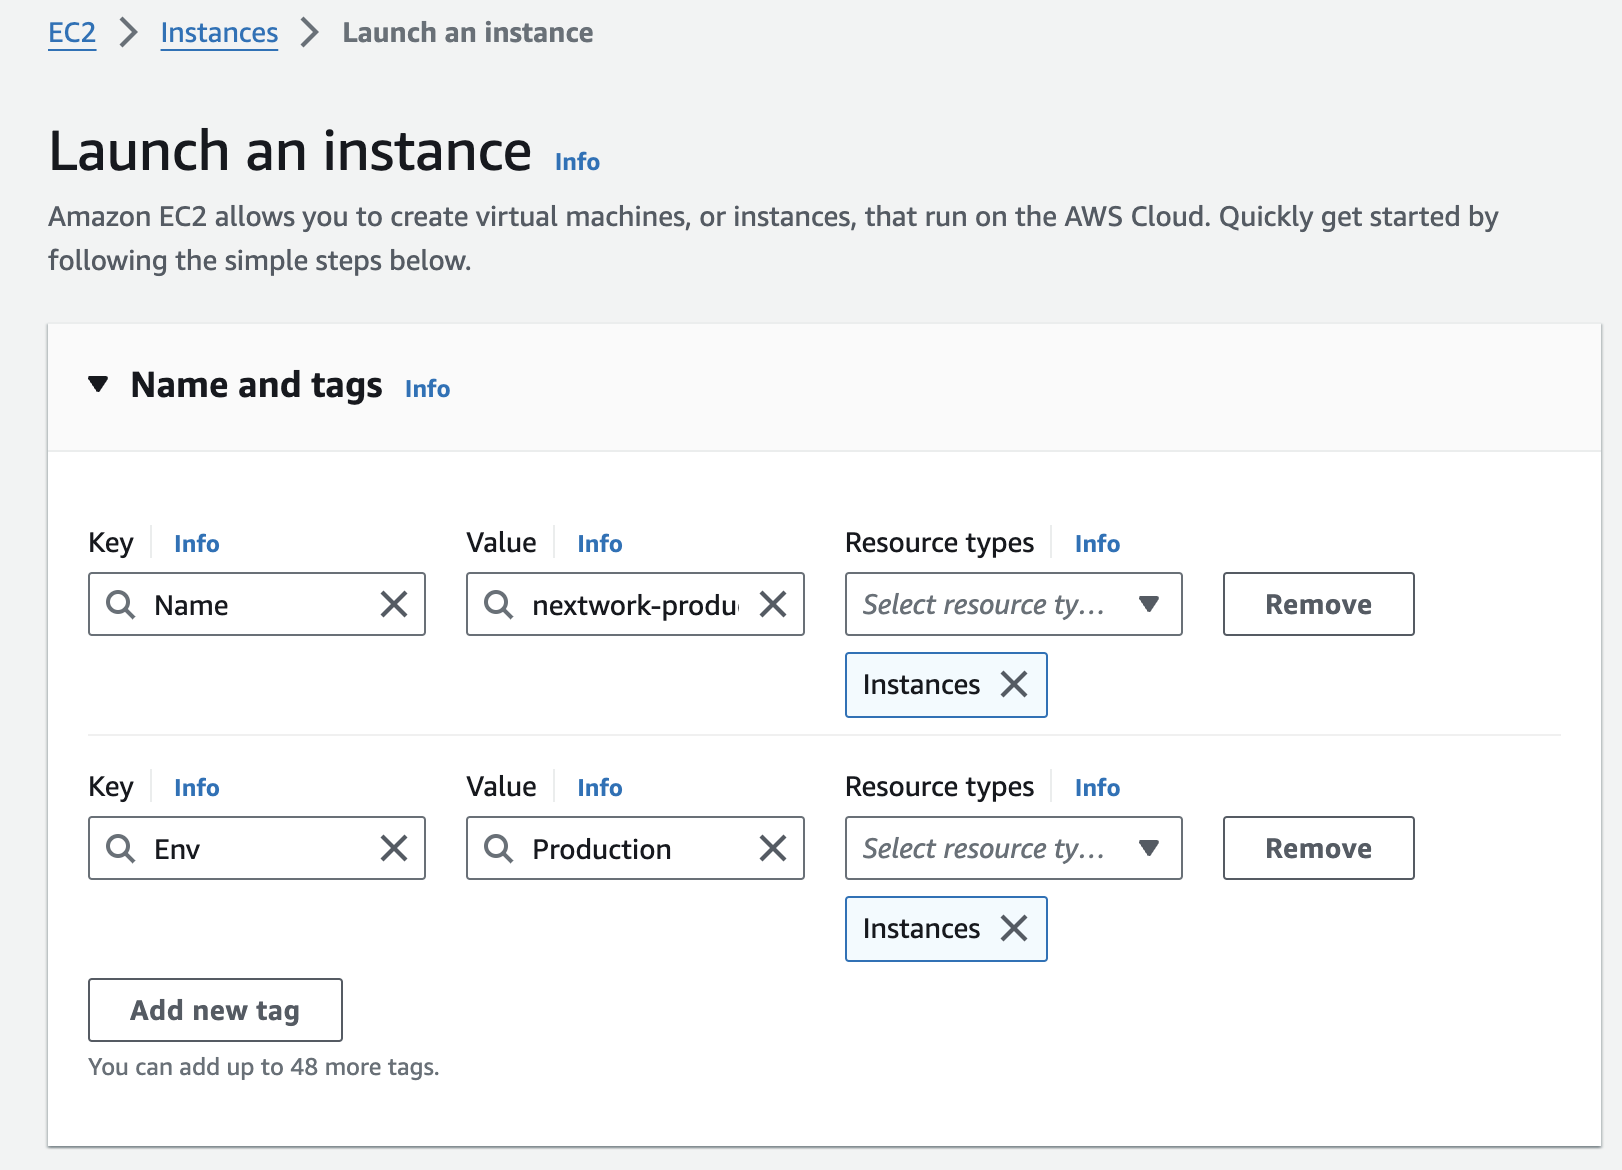 EC2 Instances Launch an instance
Launch an instance Info
Amazon EC2 allows you to create virtual machines, or instances, that run on the AWS Cloud. Quickly get started by
following the simple steps below.
Name and tags Info
Key Info Value Info Resource types Info
Name nextwork-produ Select resource ty... Remove
Instances
Key Info Value Info Resource types Info
Env Production Select resource ty... Remove
Instances
Add new tag
You can add up to 48 more tags.